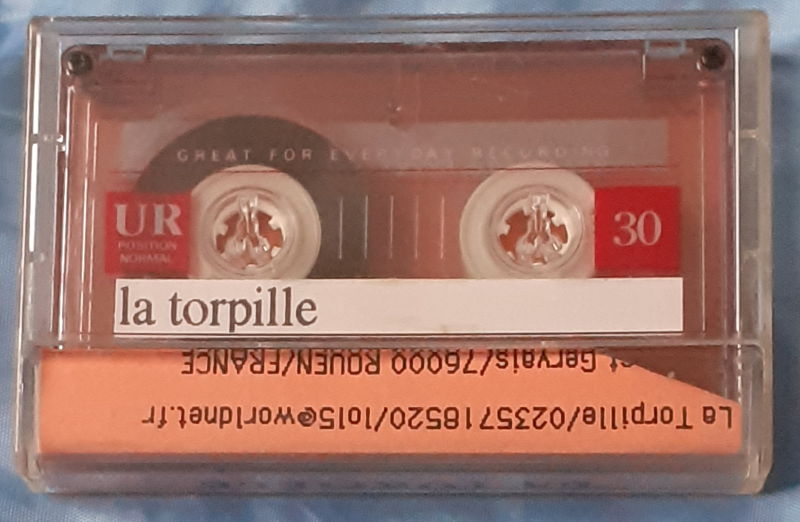 GREAT FOR EVERYDAY RECORDING
UR
POSITION
NORMAL
30
la torpille
La Torpille/0235718520/lol5@worldnet.fr
Gervais/76000 ROUEN/FRANCE